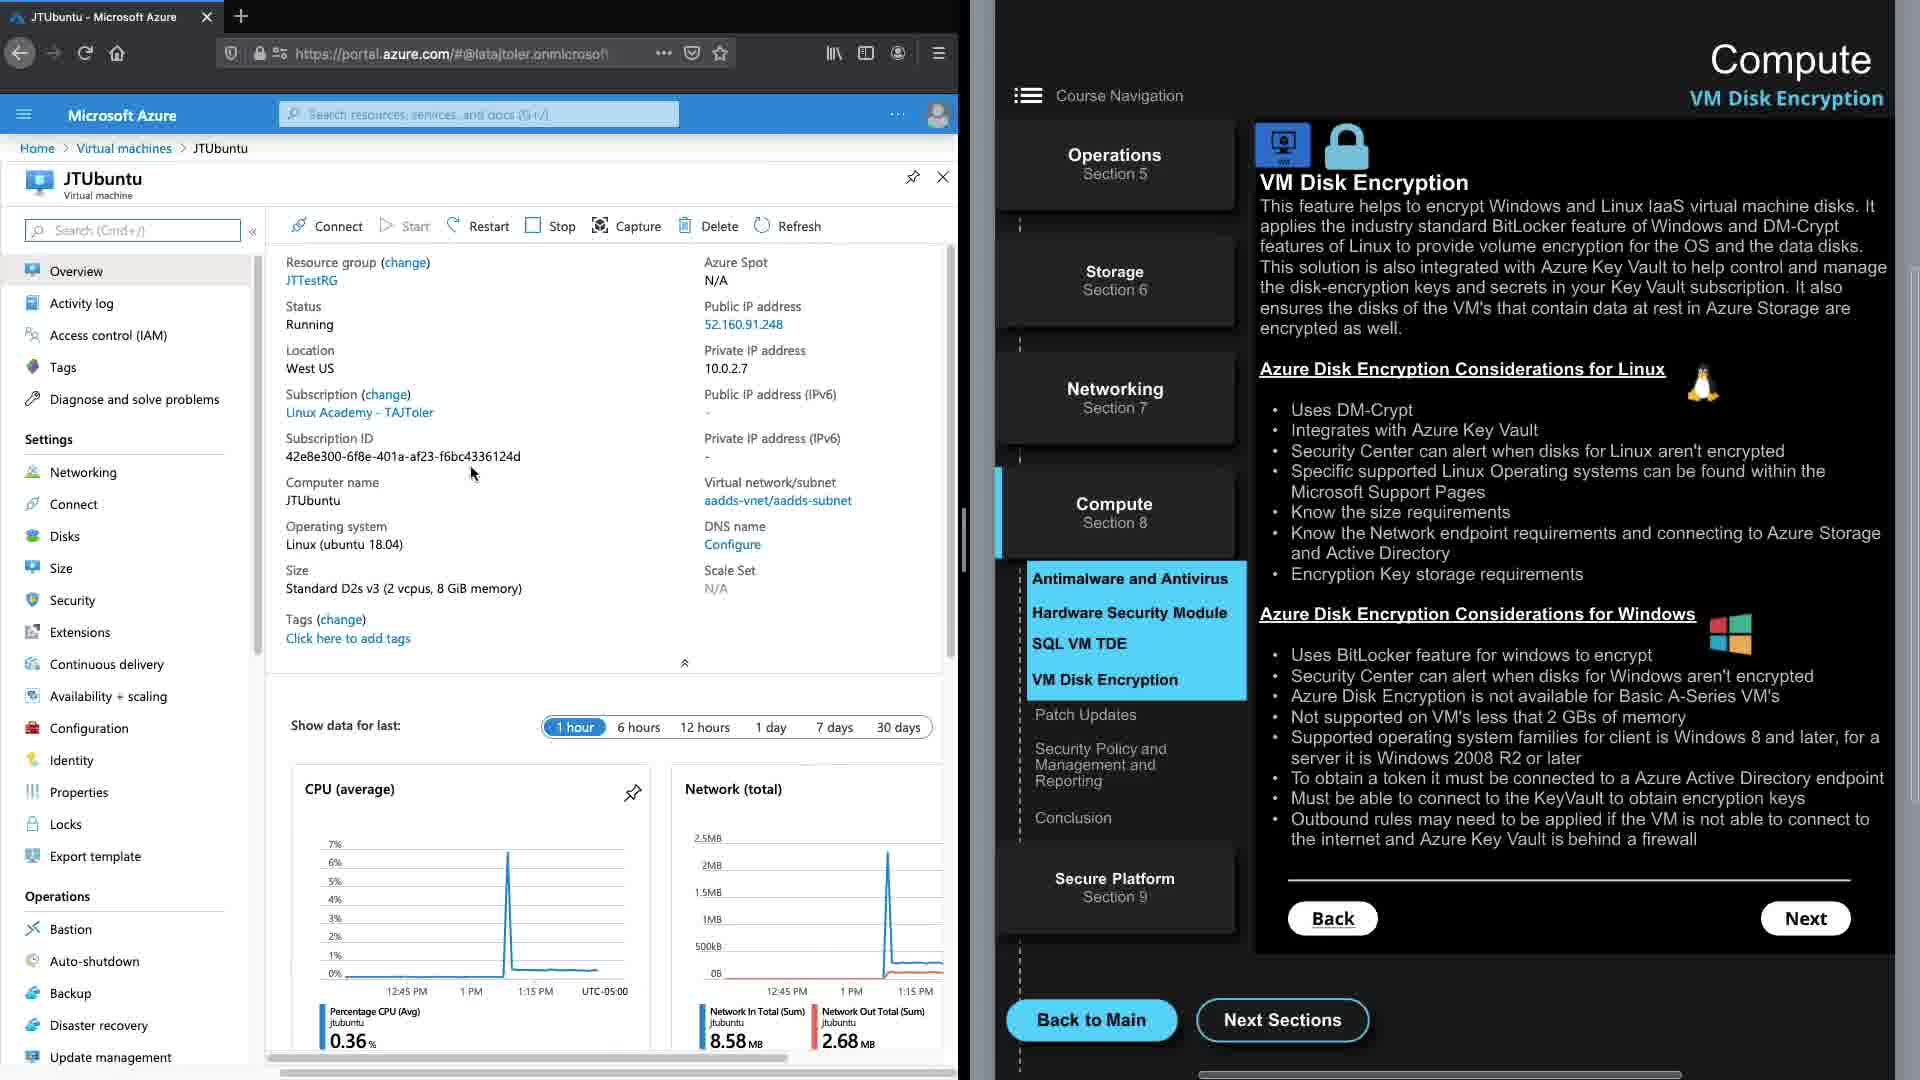 JTUbuntu - Microsoft Azure
https://portal.azure.com/#@latajtoler.onmicrosoft
Microsoft Azure
Search resources, services, and docs (G+/)
Home > Virtual machines > JTUbuntu
JTUbuntu
Virtual machine
Search (Cmd+/)
Overview
Activity log
Access control (IAM)
Tags
Diagnose and solve problems
Settings
Networking
Connect
Disks
Size
Security
Extensions
Continuous delivery
Availability + scaling
Configuration
Identity
Properties
Locks
Export template
Operations
Bastion
Auto-shutdown
Backup
Disaster recovery
Update management
Connect Start Restart Stop Capture Delete Refresh
Resource group (change)
JTTestRG
Status
Running
Location
West US
Subscription (change)
Linux Academy - TAJToler
Subscription ID
42e8e300-6f8e-401a-af23-f6bc4336124d
Computer name
JTUbuntu
Operating system
Linux (ubuntu 18.04)
Size
Standard D2s v3 (2 vcpus, 8 GiB memory)
Tags (change)
Click here to add tags
Azure Spot
N/A
Public IP address
52.160.91.248
Private IP address
10.0.2.7
Public IP address (IPv6)
-
Private IP address (IPv6)
-
Virtual network/subnet
aadds-vnet/aadds-subnet
DNS name
Configure
Scale Set
N/A
Show data for last:
1 hour 6 hours 12 hours 1 day 7 days 30 days
CPU (average)
7%
6%
5%
4%
3%
2%
1%
0%
12:45 PM 1 PM 1:15 PM UTC-05:00
Percentage CPU (Avg)
jtubuntu
0.36 %
Network (total)
2.5MB
2MB
1.5MB
1MB
500kB
0B
12:45 PM 1 PM 1:15 PM
Network In Total (Sum)
jtubuntu
8.58 MB
Network Out Total (Sum)
jtubuntu
2.68 MB
Compute
VM Disk Encryption
Course Navigation
Operations
Section 5
Storage
Section 6
Networking
Section 7
Compute
Section 8
Antimalware and Antivirus
Hardware Security Module
SQL VM TDE
VM Disk Encryption
Patch Updates
Security Policy and
Management and
Reporting
Conclusion
Secure Platform
Section 9
VM Disk Encryption
This feature helps to encrypt Windows and Linux IaaS virtual machine disks. It
applies the industry standard BitLocker feature of Windows and DM-Crypt
features of Linux to provide volume encryption for the OS and the data disks.
This solution is also integrated with Azure Key Vault to help control and manage
the disk-encryption keys and secrets in your Key Vault subscription. It also
ensures the disks of the VM's that contain data at rest in Azure Storage are
encrypted as well.
Azure Disk Encryption Considerations for Linux
• Uses DM-Crypt
• Integrates with Azure Key Vault
• Security Center can alert when disks for Linux aren't encrypted
• Specific supported Linux Operating systems can be found within the
Microsoft Support Pages
• Know the size requirements
• Know the Network endpoint requirements and connecting to Azure Storage
and Active Directory
• Encryption Key storage requirements
Azure Disk Encryption Considerations for Windows
• Uses BitLocker feature for windows to encrypt
• Security Center can alert when disks for Windows aren't encrypted
• Azure Disk Encryption is not available for Basic A-Series VM's
• Not supported on VM's less that 2 GBs of memory
• Supported operating system families for client is Windows 8 and later, for a
server it is Windows 2008 R2 or later
• To obtain a token it must be connected to a Azure Active Directory endpoint
• Must be able to connect to the KeyVault to obtain encryption keys
• Outbound rules may need to be applied if the VM is not able to connect to
the internet and Azure Key Vault is behind a firewall
Back
Next
Back to Main
Next Sections